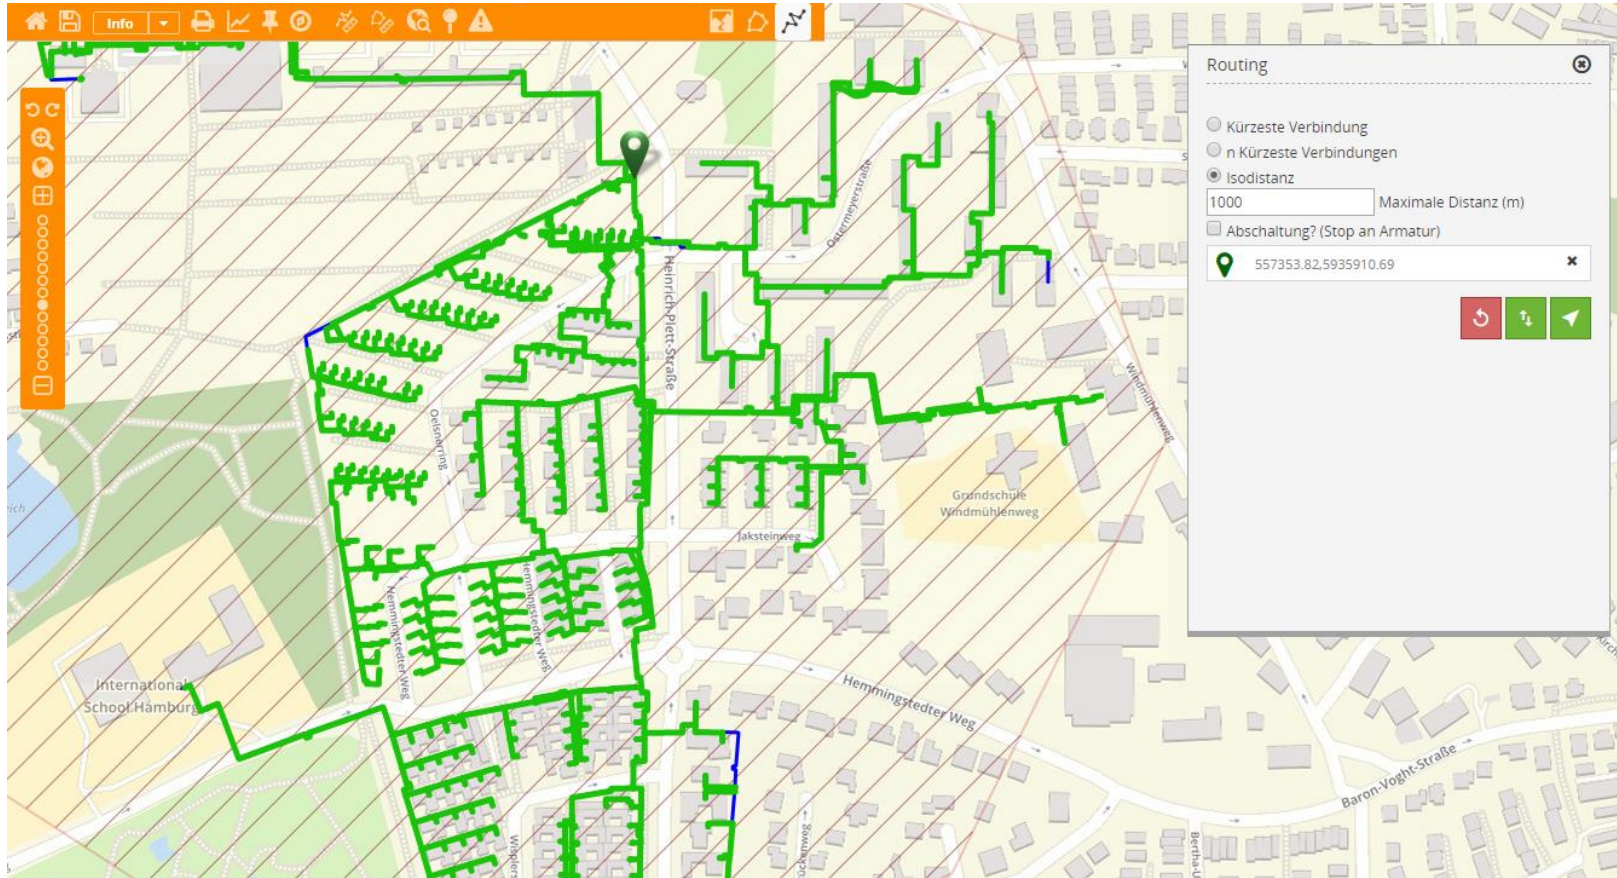 Info
Routing
Kürzeste Verbindung
n Kürzeste Verbindungen
Isodistanz
1000 Maximale Distanz (m)
Abschaltung? (Stop an Armatur)
557353.82,5935910.69
Ostermeyerstraße
Heinrich-Plett-Straße
Oelsnerring
Windmühlenweg
Grundschule
Windmühlenweg
Jaksteinweg
Hemmingstedter Weg
Hemmingstedter Weg
International
School Hamburg
Hemmingstedter Weg
Baron-Voght-Straße